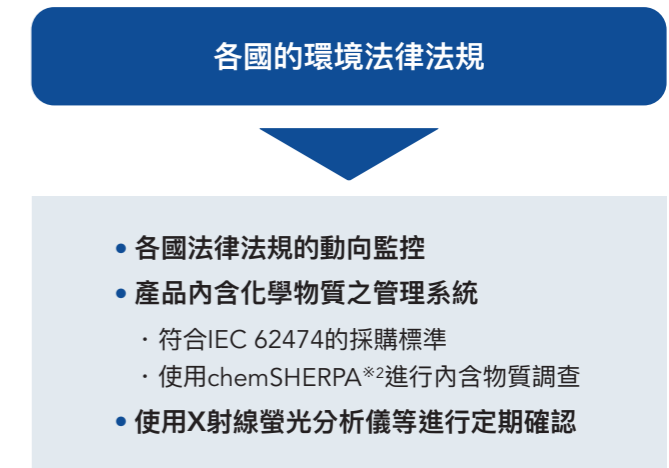 各國的環境法律法規
• 各國法律法規的動向監控
• 產品內含化學物質之管理系統
・符合IEC 62474的採購標準
・使用chemSHERPA※2進行內含物質調查
• 使用X射線螢光分析儀等進行定期確認